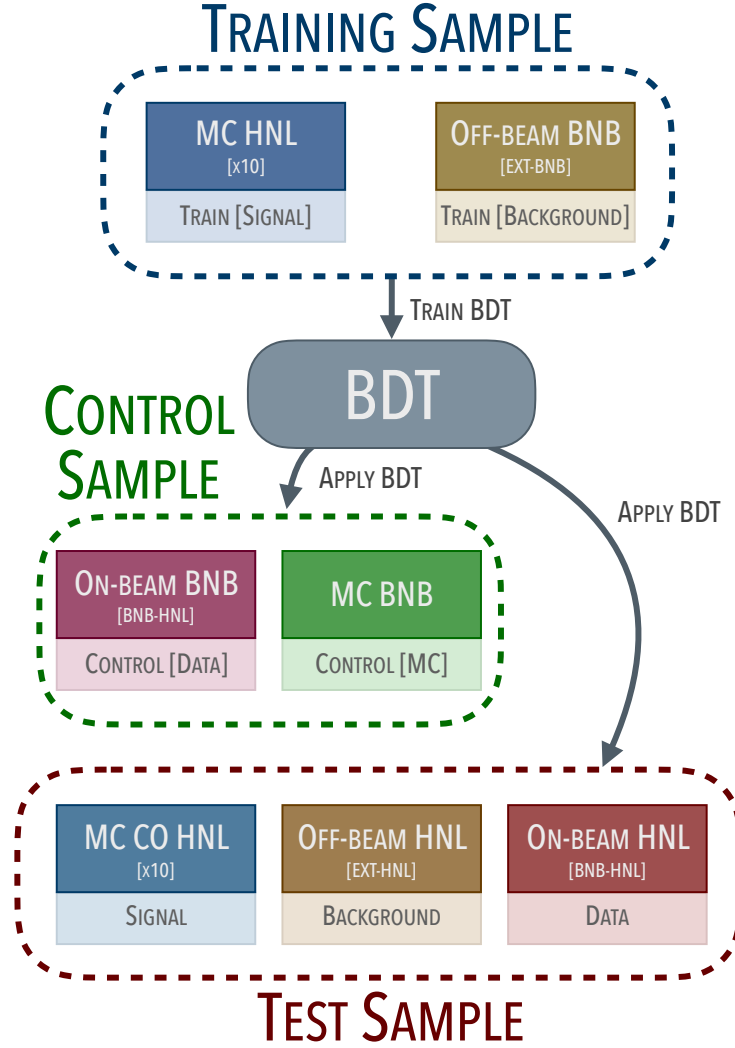 TRAINING SAMPLE
MC HNL
[X10]
TRAIN [SIGNAL]
OFF-BEAM BNB
[EXT-BNB]
TRAIN [BACKGROUND]
TRAIN BDT
BDT
CONTROL
SAMPLE
APPLY BDT
APPLY BDT
ON-BEAM BNB
[BNB-HNL]
CONTROL [DATA]
MC BNB
CONTROL [MC]
MC CO HNL
[X10]
SIGNAL
OFF-BEAM HNL
[EXT-HNL]
BACKGROUND
ON-BEAM HNL
[BNB-HNL]
DATA
TEST SAMPLE